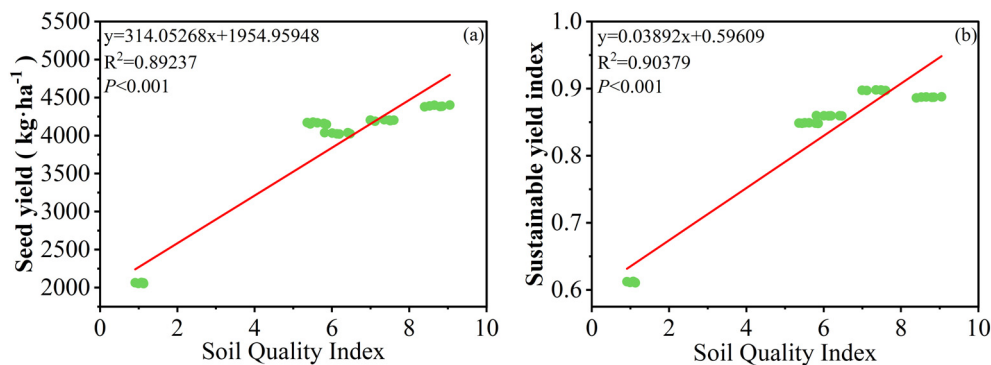 y=314.05268x+1954.95948
(a)
R²=0.89237
P<0.001
5500
5000
4500
4000
3500
3000
2500
2000
Seed yield ( kg·ha⁻¹ )
0 2 4 6 8 10
Soil Quality Index
y=0.03892x+0.59609
(b)
R²=0.90379
P<0.001
1.0
0.9
0.8
0.7
0.6
Sustainable yield index
0 2 4 6 8 10
Soil Quality Index